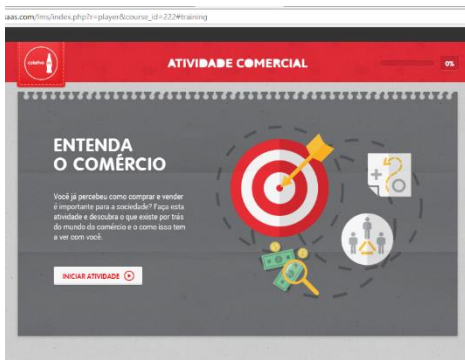 aas.com/lms/index.php?r=player&course_id=222#training
coletivo
ATIVIDADE COMERCIAL
0%
ENTENDA
O COMÉRCIO
Você já percebeu como comprar e vender
é importante para a sociedade? Faça esta
atividade e descubra o que existe por trás
do mundo do comércio e o como isso tem
a ver com você.
INICIAR ATIVIDADE